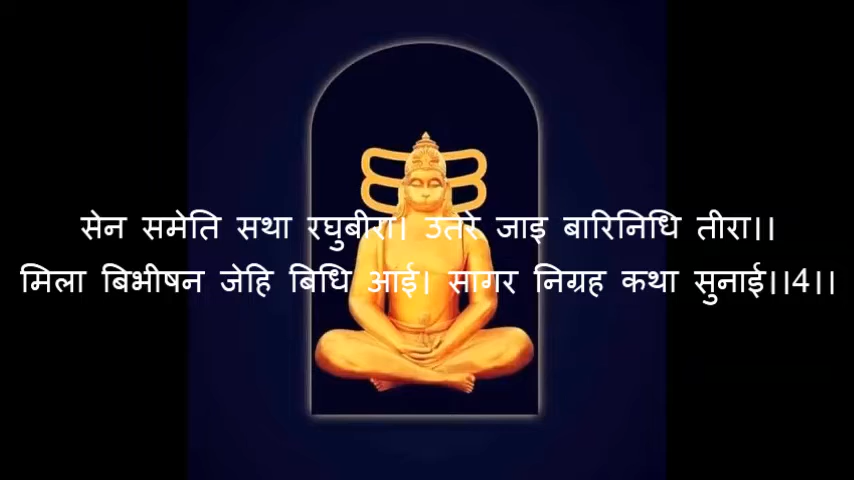 सेन समेति सथा रघुबीरा। उतरे जाइ बारिनिधि तीरा।।
मिला बिभीषन जेहि बिधि आई। सागर निग्रह कथा सुनाई।।4।।